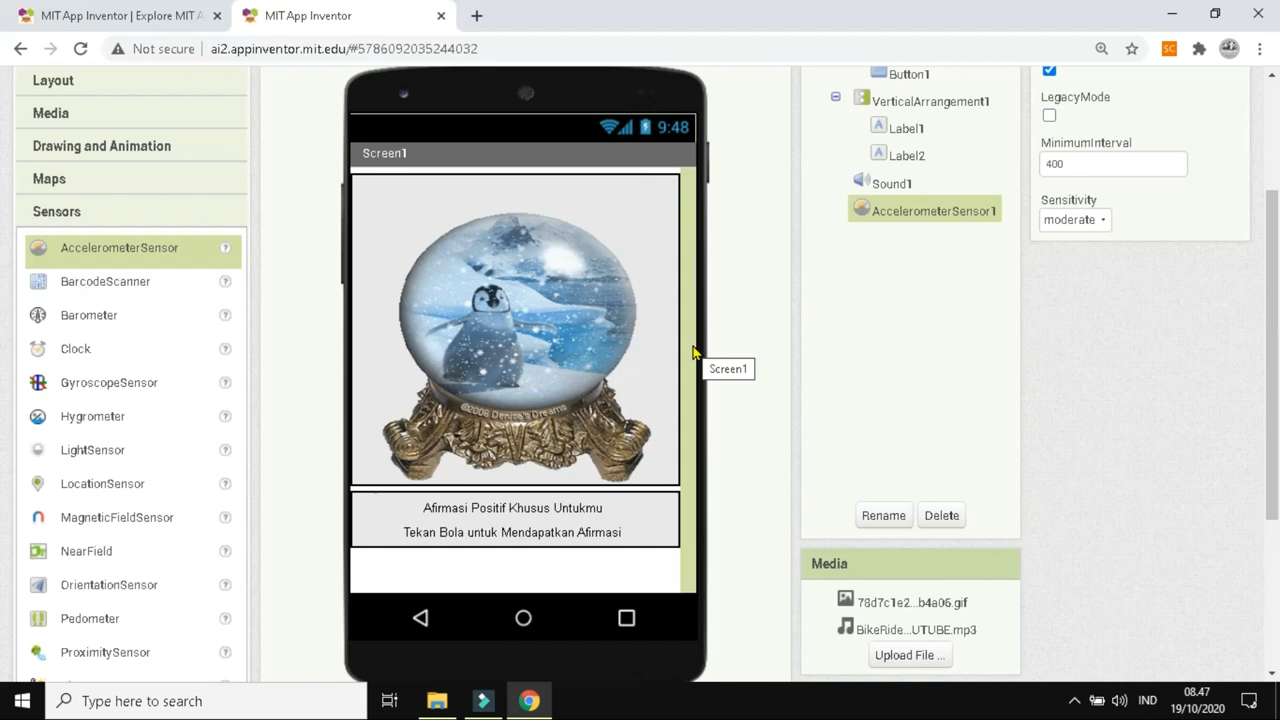 MIT App Inventor | Explore MIT A
MIT App Inventor
Not secure
ai2.appinventor.mit.edu/#5786092035244032
SC
Layout
Media
Drawing and Animation
Maps
Sensors
AccelerometerSensor
BarcodeScanner
Barometer
Clock
GyroscopeSensor
Hygrometer
LightSensor
LocationSensor
MagneticFieldSensor
NearField
OrientationSensor
Pedometer
ProximitySensor
9:48
Screen1
©2006 Denise's Dreams
Afirmasi Positif Khusus Untukmu
Tekan Bola untuk Mendapatkan Afirmasi
Screen1
Button1
VerticalArrangement1
Label1
Label2
Sound1
AccelerometerSensor1
Rename
Delete
Media
78d7c1e2...b4a06.gif
BikeRide...UTUBE.mp3
Upload File ...
LegacyMode
MinimumInterval
400
Sensitivity
moderate
Type here to search
IND
08.47
19/10/2020